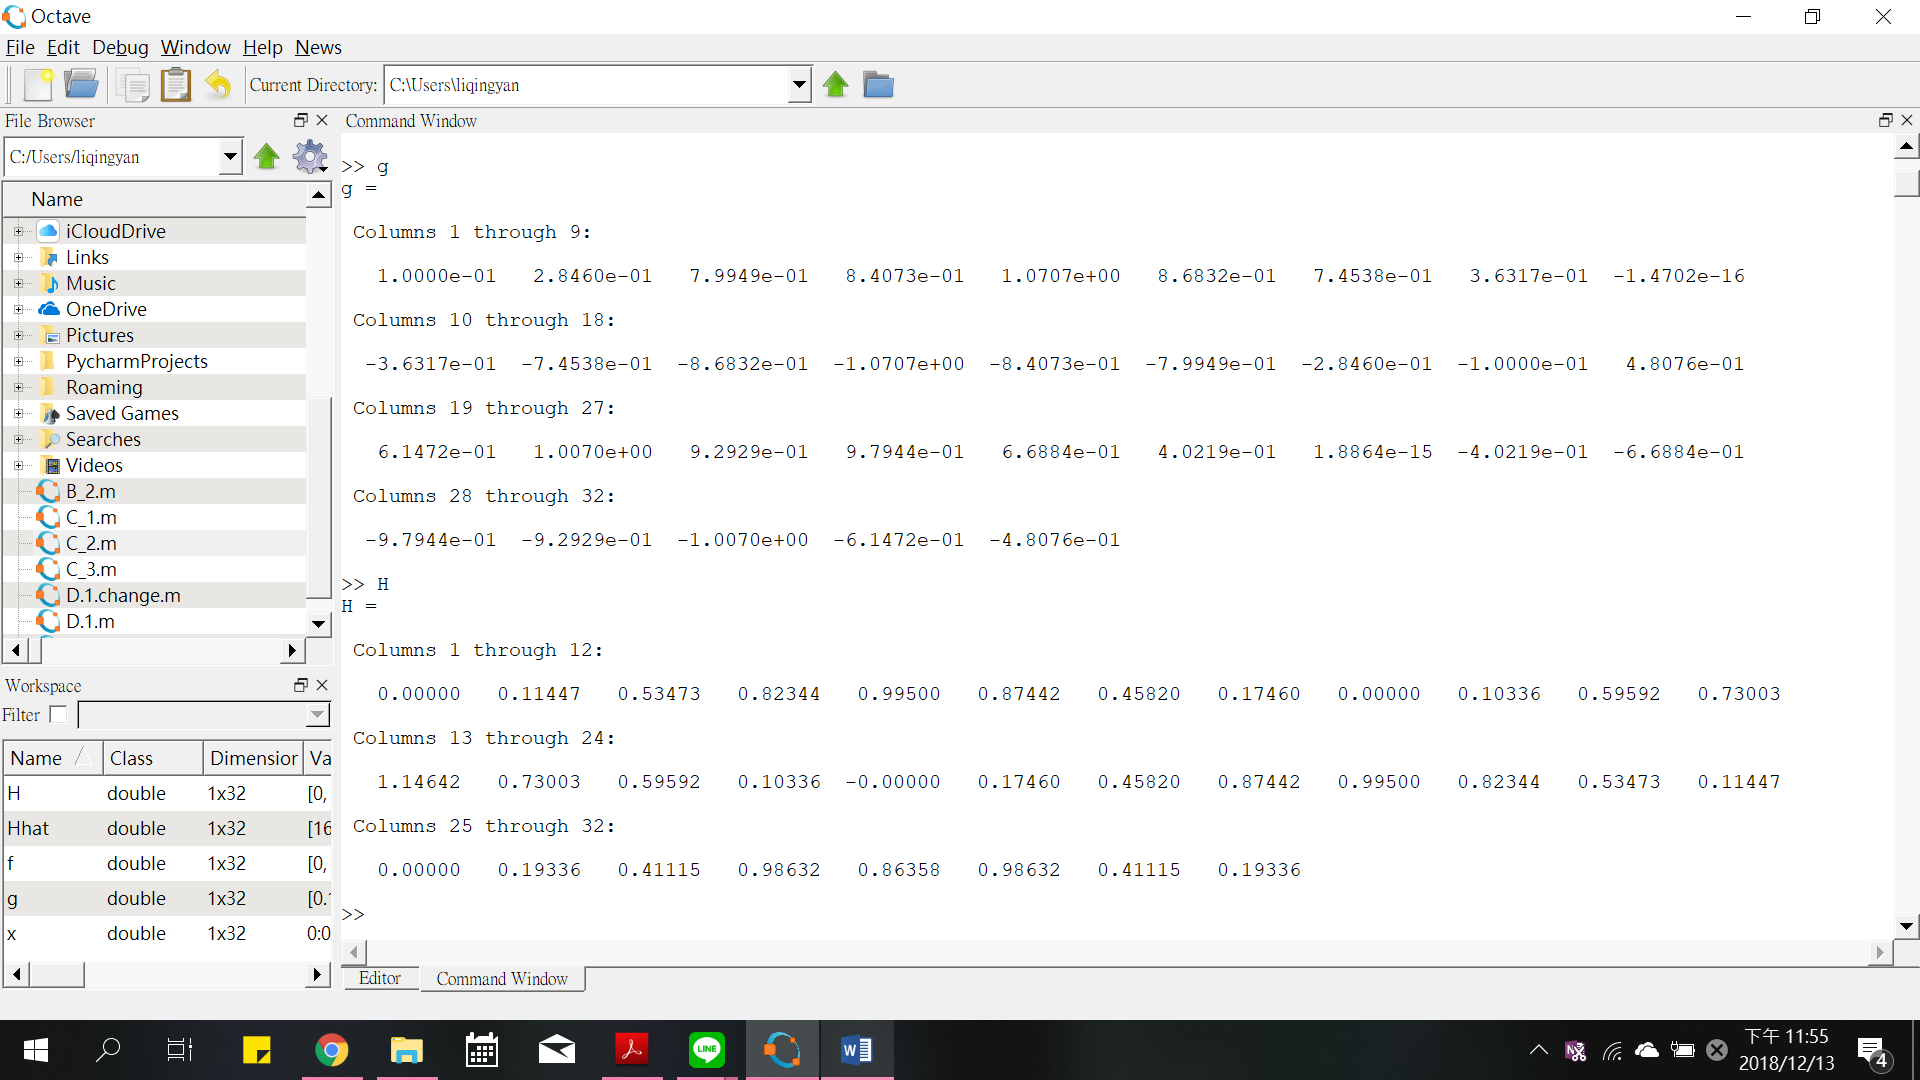 Octave
File Edit Debug Window Help News
Current Directory: C:\Users\liqingyan
File Browser
C:/Users/liqingyan
Name
iCloudDrive
Links
Music
OneDrive
Pictures
PycharmProjects
Roaming
Saved Games
Searches
Videos
B_2.m
C_1.m
C_2.m
C_3.m
D.1.change.m
D.1.m
Workspace
Filter
Name Class Dimension Va
H double 1x32 [0,
Hhat double 1x32 [16
f double 1x32 [0,
g double 1x32 [0.1
x double 1x32 0:0
Command Window
>> g
g =
Columns 1 through 9:
1.0000e-01 2.8460e-01 7.9949e-01 8.4073e-01 1.0707e+00 8.6832e-01 7.4538e-01 3.6317e-01 -1.4702e-16
Columns 10 through 18:
-3.6317e-01 -7.4538e-01 -8.6832e-01 -1.0707e+00 -8.4073e-01 -7.9949e-01 -2.8460e-01 -1.0000e-01 4.8076e-01
Columns 19 through 27:
6.1472e-01 1.0070e+00 9.2929e-01 9.7944e-01 6.6884e-01 4.0219e-01 1.8864e-15 -4.0219e-01 -6.6884e-01
Columns 28 through 32:
-9.7944e-01 -9.2929e-01 -1.0070e+00 -6.1472e-01 -4.8076e-01
>> H
H =
Columns 1 through 12:
0.00000 0.11447 0.53473 0.82344 0.99500 0.87442 0.45820 0.17460 0.00000 0.10336 0.59592 0.73003
Columns 13 through 24:
1.14642 0.73003 0.59592 0.10336 -0.00000 0.17460 0.45820 0.87442 0.99500 0.82344 0.53473 0.11447
Columns 25 through 32:
0.00000 0.19336 0.41115 0.98632 0.86358 0.98632 0.41115 0.19336
>>
Editor Command Window
LINE
下午 11:55
2018/12/13
4